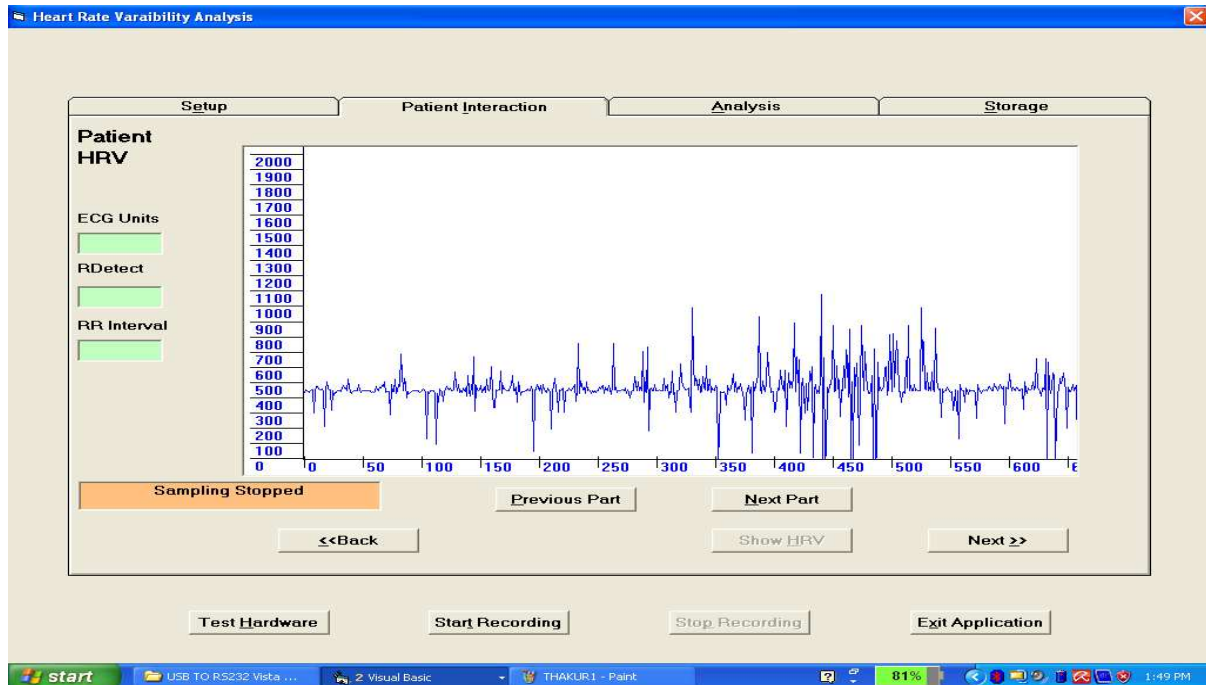 Heart Rate Varaibility Analysis
Setup
Patient Interaction
Analysis
Storage
Patient
HRV
ECG Units
RDetect
RR Interval
2000
1900
1800
1700
1600
1500
1400
1300
1200
1100
1000
900
800
700
600
500
400
300
200
100
0
0 50 100 150 200 250 300 350 400 450 500 550 600
Sampling Stopped
Previous Part
Next Part
<<Back
Show HRV
Next >>
Test Hardware
Start Recording
Stop Recording
Exit Application
start
USB TO RS232 Vista ...
2 Visual Basic
THAKUR1 - Paint
81%
1:49 PM